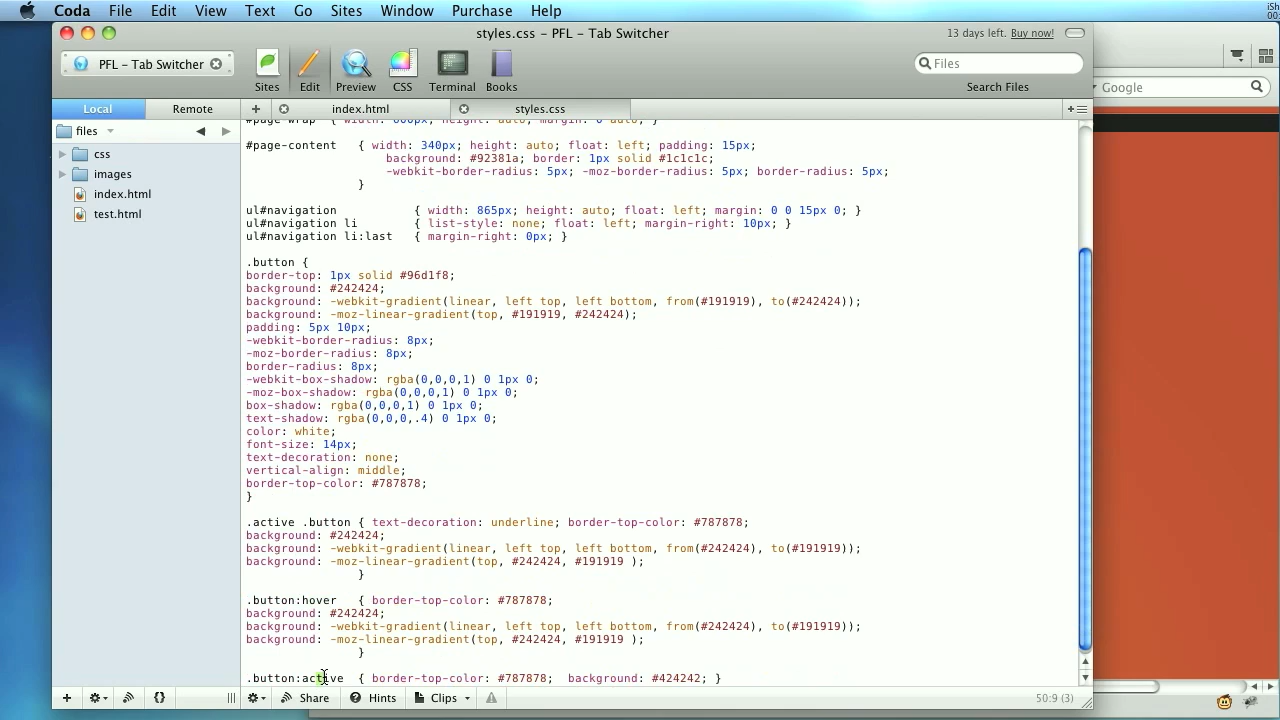 Coda File Edit View Text Go Sites Window Purchase Help
styles.css – PFL – Tab Switcher
13 days left. Buy now!
PFL – Tab Switcher
Sites Edit Preview CSS Terminal Books
Files
Search Files
Google
Local Remote
index.html styles.css
files
css
images
index.html
test.html
#page-content { width: 340px; height: auto; float: left; padding: 15px;
background: #92381a; border: 1px solid #1c1c1c;
-webkit-border-radius: 5px; -moz-border-radius: 5px; border-radius: 5px;
}
ul#navigation { width: 865px; height: auto; float: left; margin: 0 0 15px 0; }
ul#navigation li { list-style: none; float: left; margin-right: 10px; }
ul#navigation li:last { margin-right: 0px; }
.button {
border-top: 1px solid #96d1f8;
background: #242424;
background: -webkit-gradient(linear, left top, left bottom, from(#191919), to(#242424));
background: -moz-linear-gradient(top, #191919, #242424);
padding: 5px 10px;
-webkit-border-radius: 8px;
-moz-border-radius: 8px;
border-radius: 8px;
-webkit-box-shadow: rgba(0,0,0,1) 0 1px 0;
-moz-box-shadow: rgba(0,0,0,1) 0 1px 0;
box-shadow: rgba(0,0,0,1) 0 1px 0;
text-shadow: rgba(0,0,0,.4) 0 1px 0;
color: white;
font-size: 14px;
text-decoration: none;
vertical-align: middle;
border-top-color: #787878;
}
.active .button { text-decoration: underline; border-top-color: #787878;
background: #242424;
background: -webkit-gradient(linear, left top, left bottom, from(#242424), to(#191919));
background: -moz-linear-gradient(top, #242424, #191919 );
}
.button:hover { border-top-color: #787878;
background: #242424;
background: -webkit-gradient(linear, left top, left bottom, from(#242424), to(#191919));
background: -moz-linear-gradient(top, #242424, #191919 );
}
.button:active { border-top-color: #787878; background: #424242; }
Share Hints Clips
50:9 (3)